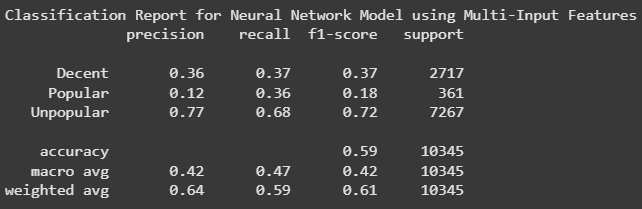 Classification Report for Neural Network Model using Multi-Input Features
precision recall f1-score support
Decent 0.36 0.37 0.37 2717
Popular 0.12 0.36 0.18 361
Unpopular 0.77 0.68 0.72 7267
accuracy 0.59 10345
macro avg 0.42 0.47 0.42 10345
weighted avg 0.64 0.59 0.61 10345